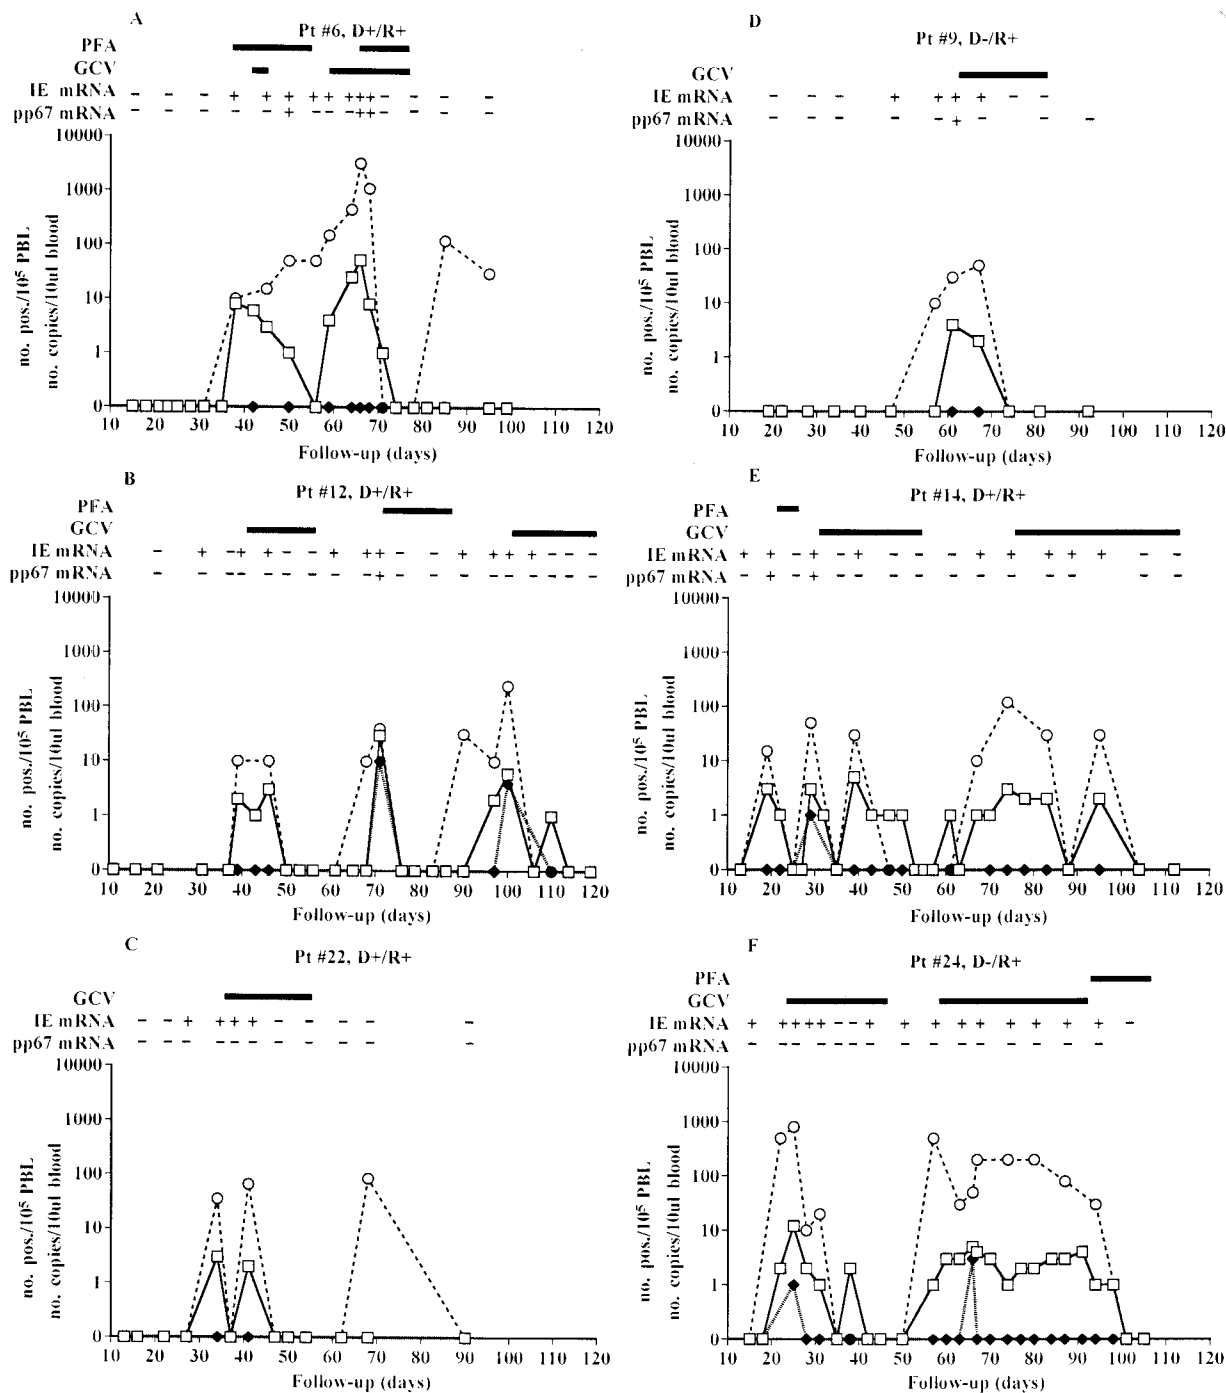 A
Pt #6, D+/R+
PFA
GCV
IE mRNA - - - - + + + + + + + - - - -
pp67 mRNA - - - - - - + - - - + + - - - -
10000
1000
100
10
1
0
no. pos./10⁵ PBL
no. copies/10ul blood
10 20 30 40 50 60 70 80 90 100 110 120
Follow-up (days)
B
Pt #12, D+/R+
PFA
GCV
IE mRNA
pp67 mRNA
10000
1000
100
10
1
0
no. pos./10⁵ PBL
no. copies/10ul blood
10 20 30 40 50 60 70 80 90 100 110 120
Follow-up (days)
C
Pt #22, D+/R+
GCV
IE mRNA - - + + + + - - - - -
pp67 mRNA - - - - - - - - - - -
10000
1000
100
10
1
0
no. pos./10⁵ PBL
no. copies/10ul blood
10 20 30 40 50 60 70 80 90 100 110 120
Follow-up (days)
D
Pt #9, D-/R+
GCV
IE mRNA - - - + + + + - -
pp67 mRNA - - - - - + - - - -
10000
1000
100
10
1
0
no. pos./10⁵ PBL
no. copies/10ul blood
10 20 30 40 50 60 70 80 90 100 110 120
Follow-up (days)
E
Pt #14, D+/R+
PFA
GCV
IE mRNA
pp67 mRNA
10000
1000
100
10
1
0
no. pos./10⁵ PBL
no. copies/10ul blood
10 20 30 40 50 60 70 80 90 100 110 120
Follow-up (days)
F
Pt #24, D-/R+
PFA
GCV
IE mRNA + + + + + - - + + + + + + + + + -
pp67 mRNA
10000
1000
100
10
1
0
no. pos./10⁵ PBL
no. copies/10ul blood
10 20 30 40 50 60 70 80 90 100 110 120
Follow-up (days)